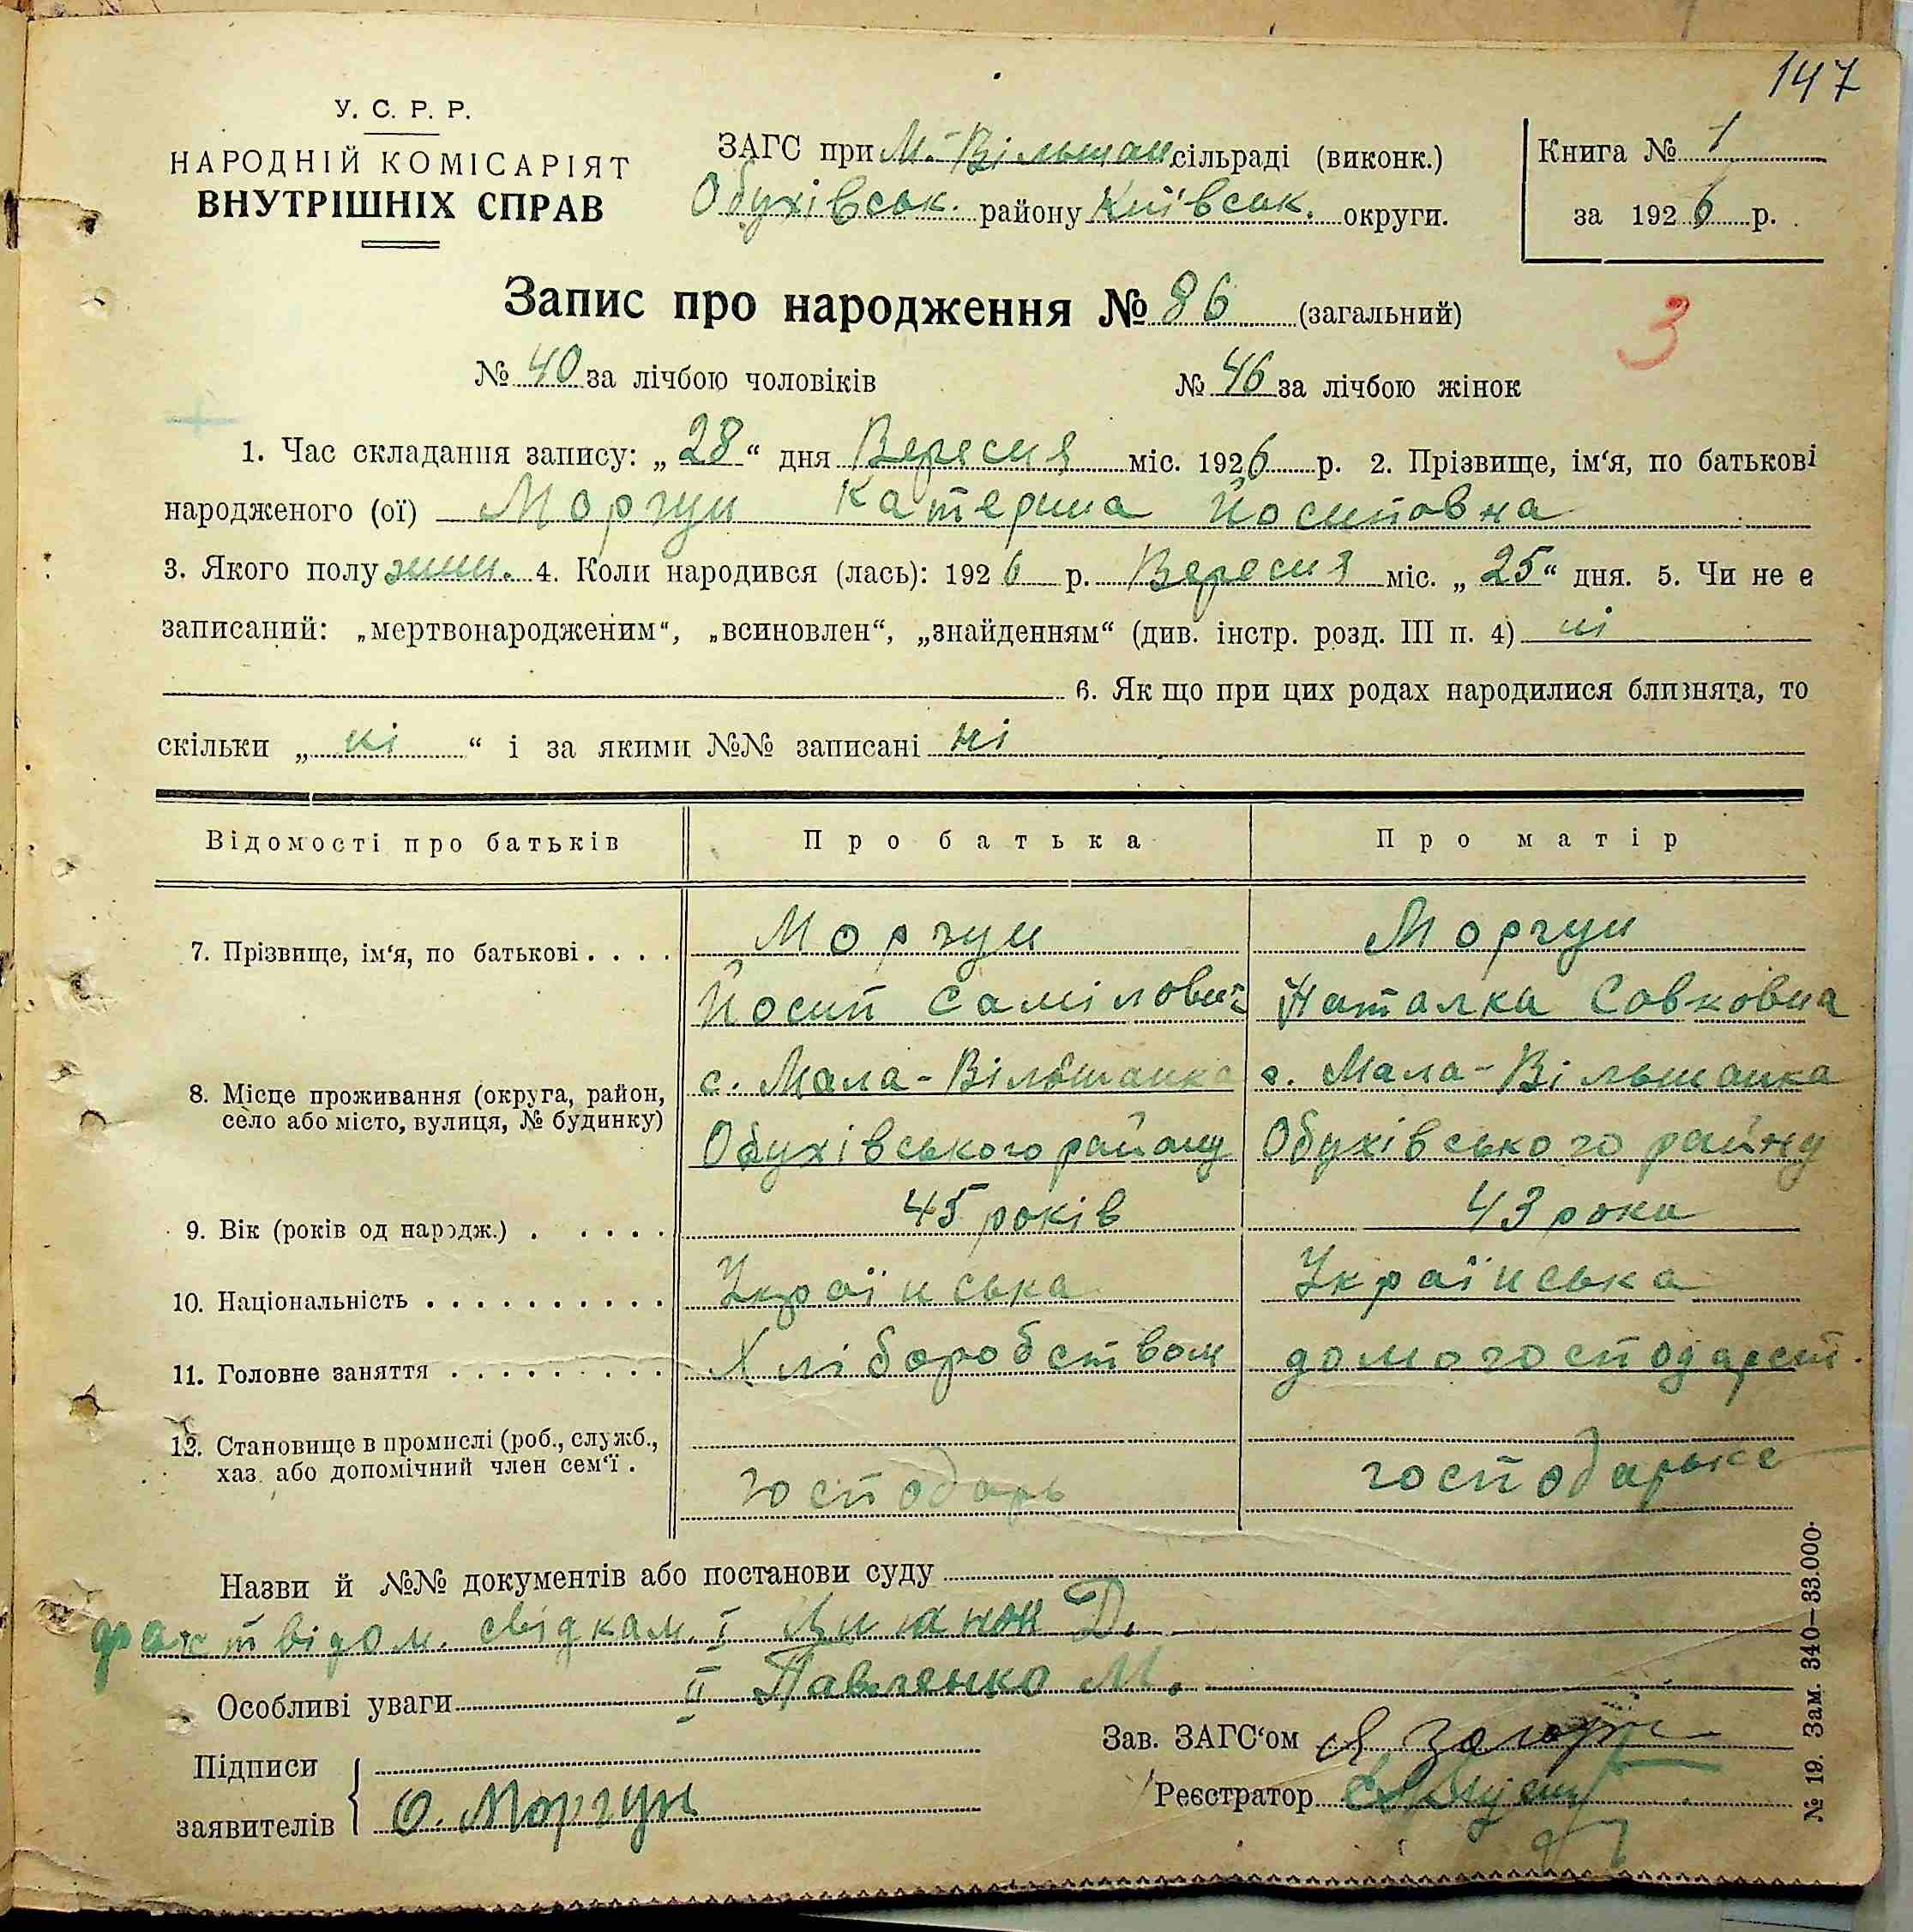 147
У. С. Р. Р.
НАРОДНІЙ КОМІСАРІЯТ
ВНУТРІШНІХ СПРАВ
ЗАГС при М.-Вільшан сільраді (виконк.)
Обухівськ. району Київськ. округи.
Книга № 1
за 1926 р.
Запис про народження № 86 (загальний)
3
№ 40 за лічбою чоловіків № 46 за лічбою жінок
1. Час складання запису: „28“ дня Вересня міс. 1926 р. 2. Прізвище, ім‘я, по батькові
народженого (ої) Моргун Катерина Йосиповна
3. Якого полу жин. 4. Коли народився (лась): 1926 р. Вересня міс. „25“ дня. 5. Чи не є
записаний: „мертвонародженим“, „всиновлен“, „знайденням“ (див. інстр. розд. III п. 4) ні
6. Як що при цих родах народилися близнята, то
скільки „ні“ і за якими №№ записані ні
Відомості про батьків Про батька Про матір
7. Прізвище, ім‘я, по батькові . . . . Моргун Моргун
Йосип Самілович Наталка Савковна
8. Місце проживання (округа, район, с. Мала-Вільшанка с. Мала-Вільшанка
село або місто, вулиця, № будинку) Обухівського району Обухівського району
9. Вік (років од народж.) . . . . . 45 років 43 роки
10. Національність . . . . . . . . . . . Українська Українська
11. Головне заняття . . . . . . . . . Хліборобством домогосподарст.
12. Становище в промислі (роб., служб.,
хаз. або допомічний член сем‘ї . господарь господарьке
Назви й №№ документів або постанови суду
факт відом. свідкам. I Д.
Особливі уваги II Павленко М.
Зав. ЗАГС‘ом
Підписи
Реєстратор
заявителів О. Моргун
№ 19. Зам. 340—33.000.